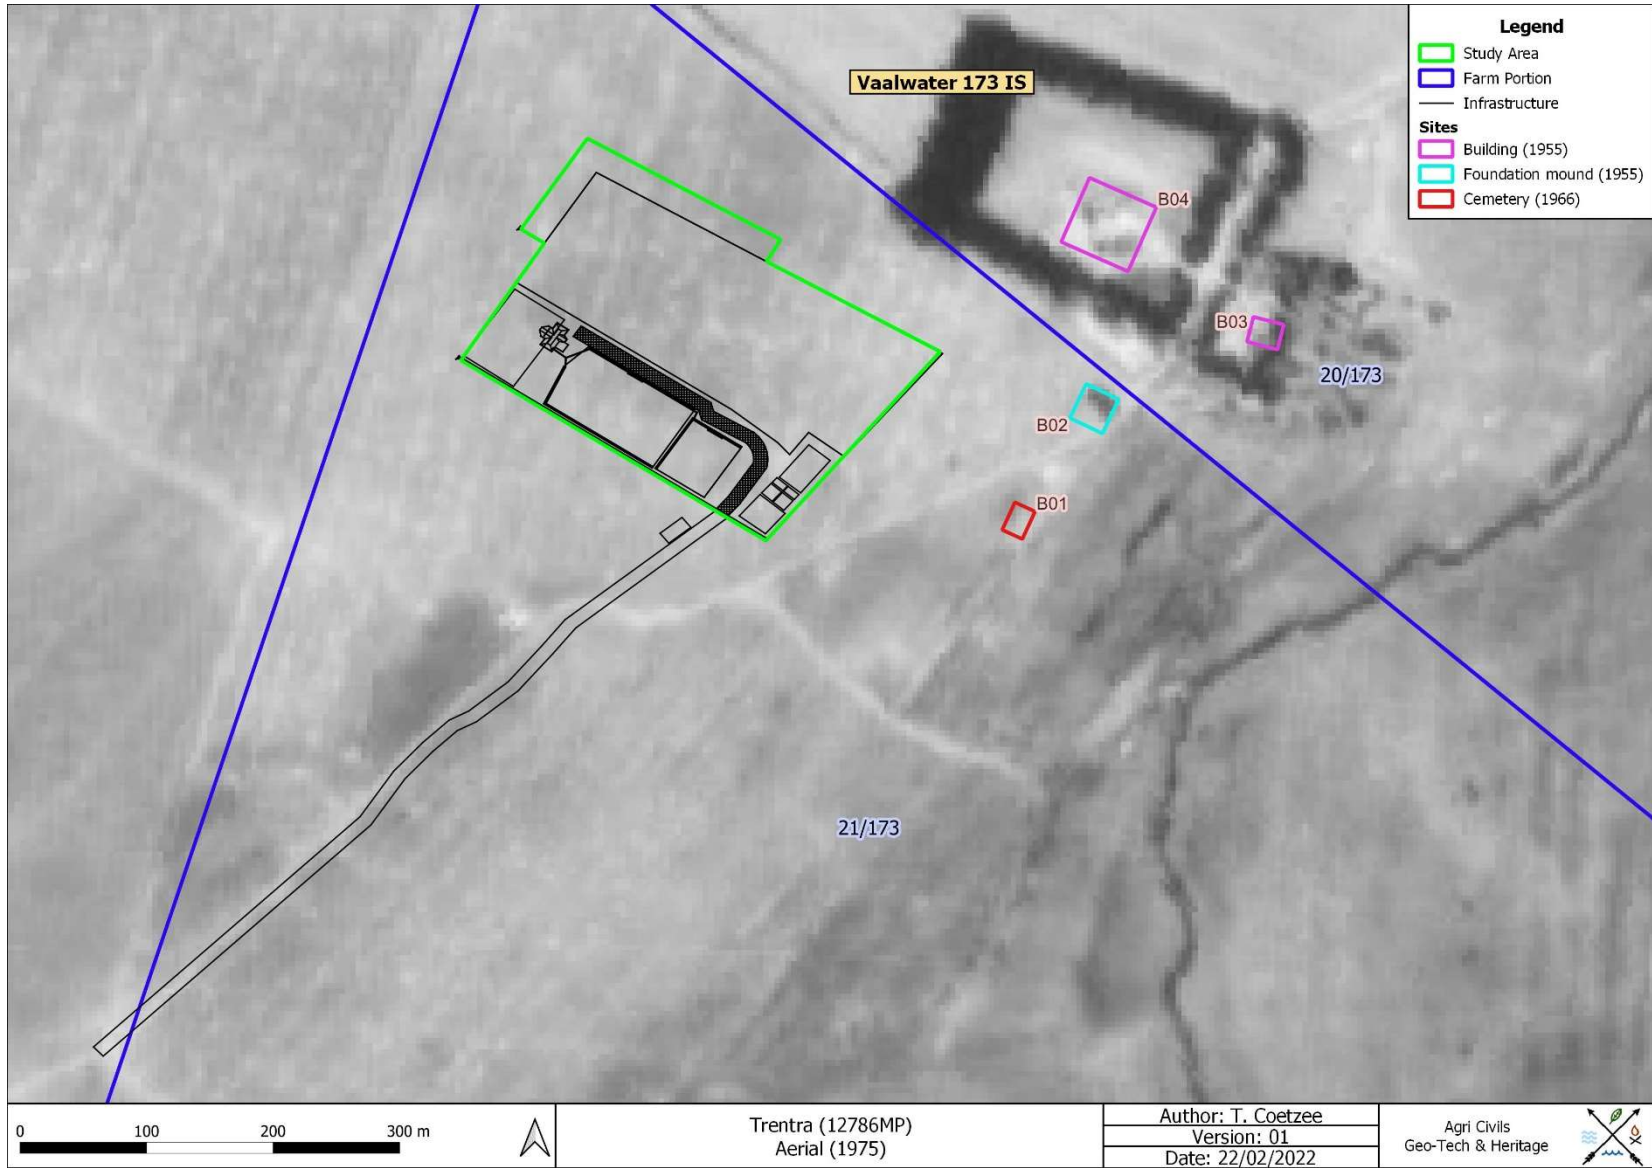 Legend
Study Area
Farm Portion
Infrastructure
Sites
Building (1955)
Foundation mound (1955)
Cemetery (1966)
Vaalwater 173 IS
B04
B03
20/173
B02
B01
21/173
0 100 200 300 m
Trentra (12786MP)
Aerial (1975)
Author: T. Coetzee
Version: 01
Date: 22/02/2022
Agri Civils
Geo-Tech & Heritage